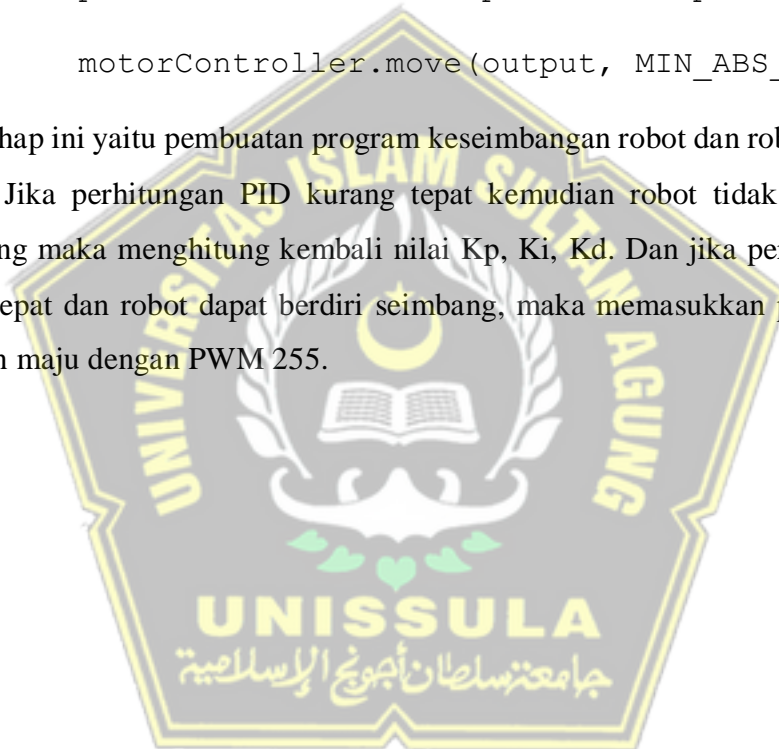 motorController.move(output, MIN_ABS_
hap ini yaitu pembuatan program keseimbangan robot dan rob
Jika perhitungan PID kurang tepat kemudian robot tidak
ng maka menghitung kembali nilai Kp, Ki, Kd. Dan jika per
epat dan robot dapat berdiri seimbang, maka memasukkan p
n maju dengan PWM 255.
UNIVERSITAS ISLAM SULTAN AGUNG
UNISSULA
جامعتسلطان أجونج الإسلامية